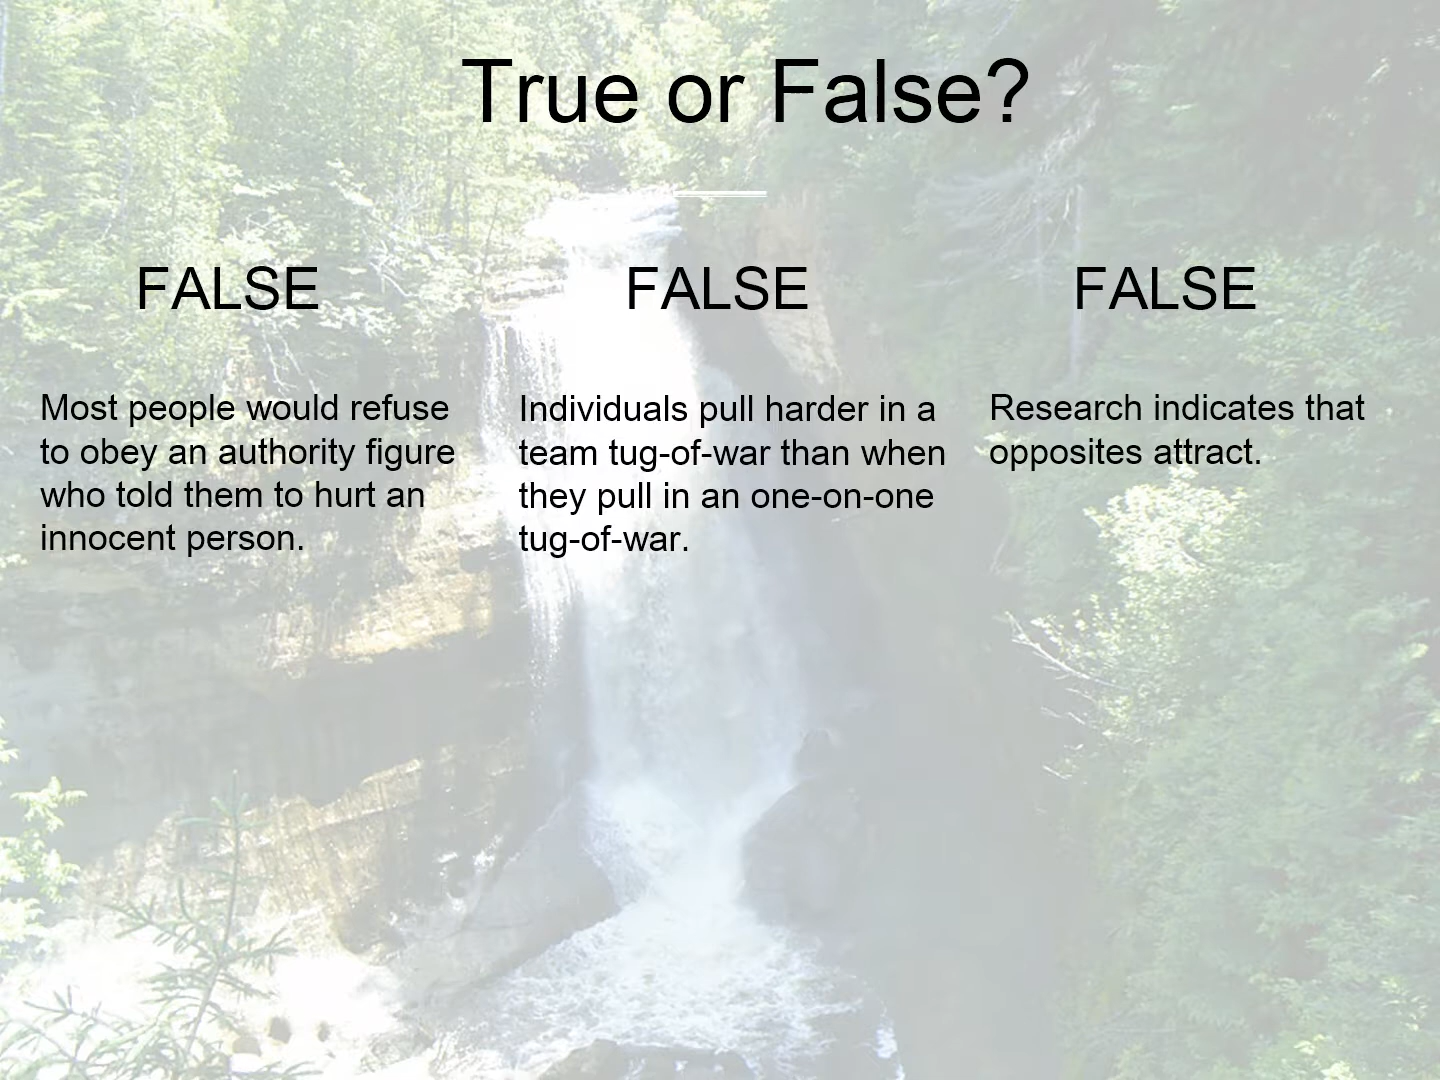 True or False?
FALSE
Most people would refuse
to obey an authority figure
who told them to hurt an
innocent person.
FALSE
Individuals pull harder in a
team tug-of-war than when
they pull in an one-on-one
tug-of-war.
FALSE
Research indicates that
opposites attract.